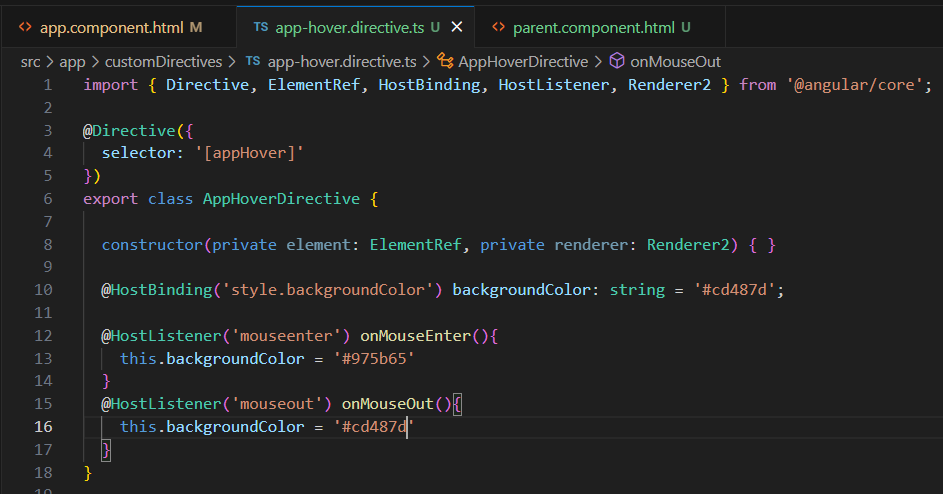 app.component.html M TS app-hover.directive.ts U parent.component.html U
src > app > customDirectives > TS app-hover.directive.ts > AppHoverDirective > onMouseOut
1 import { Directive, ElementRef, HostBinding, HostListener, Renderer2 } from '@angular/core';
2
3 @Directive({
4   selector: '[appHover]'
5 })
6 export class AppHoverDirective {
7
8   constructor(private element: ElementRef, private renderer: Renderer2) { }
9
10   @HostBinding('style.backgroundColor') backgroundColor: string = '#cd487d';
11
12   @HostListener('mouseenter') onMouseEnter(){
13     this.backgroundColor = '#975b65'
14   }
15   @HostListener('mouseout') onMouseOut(){
16     this.backgroundColor = '#cd487d'
17   }
18 }
19